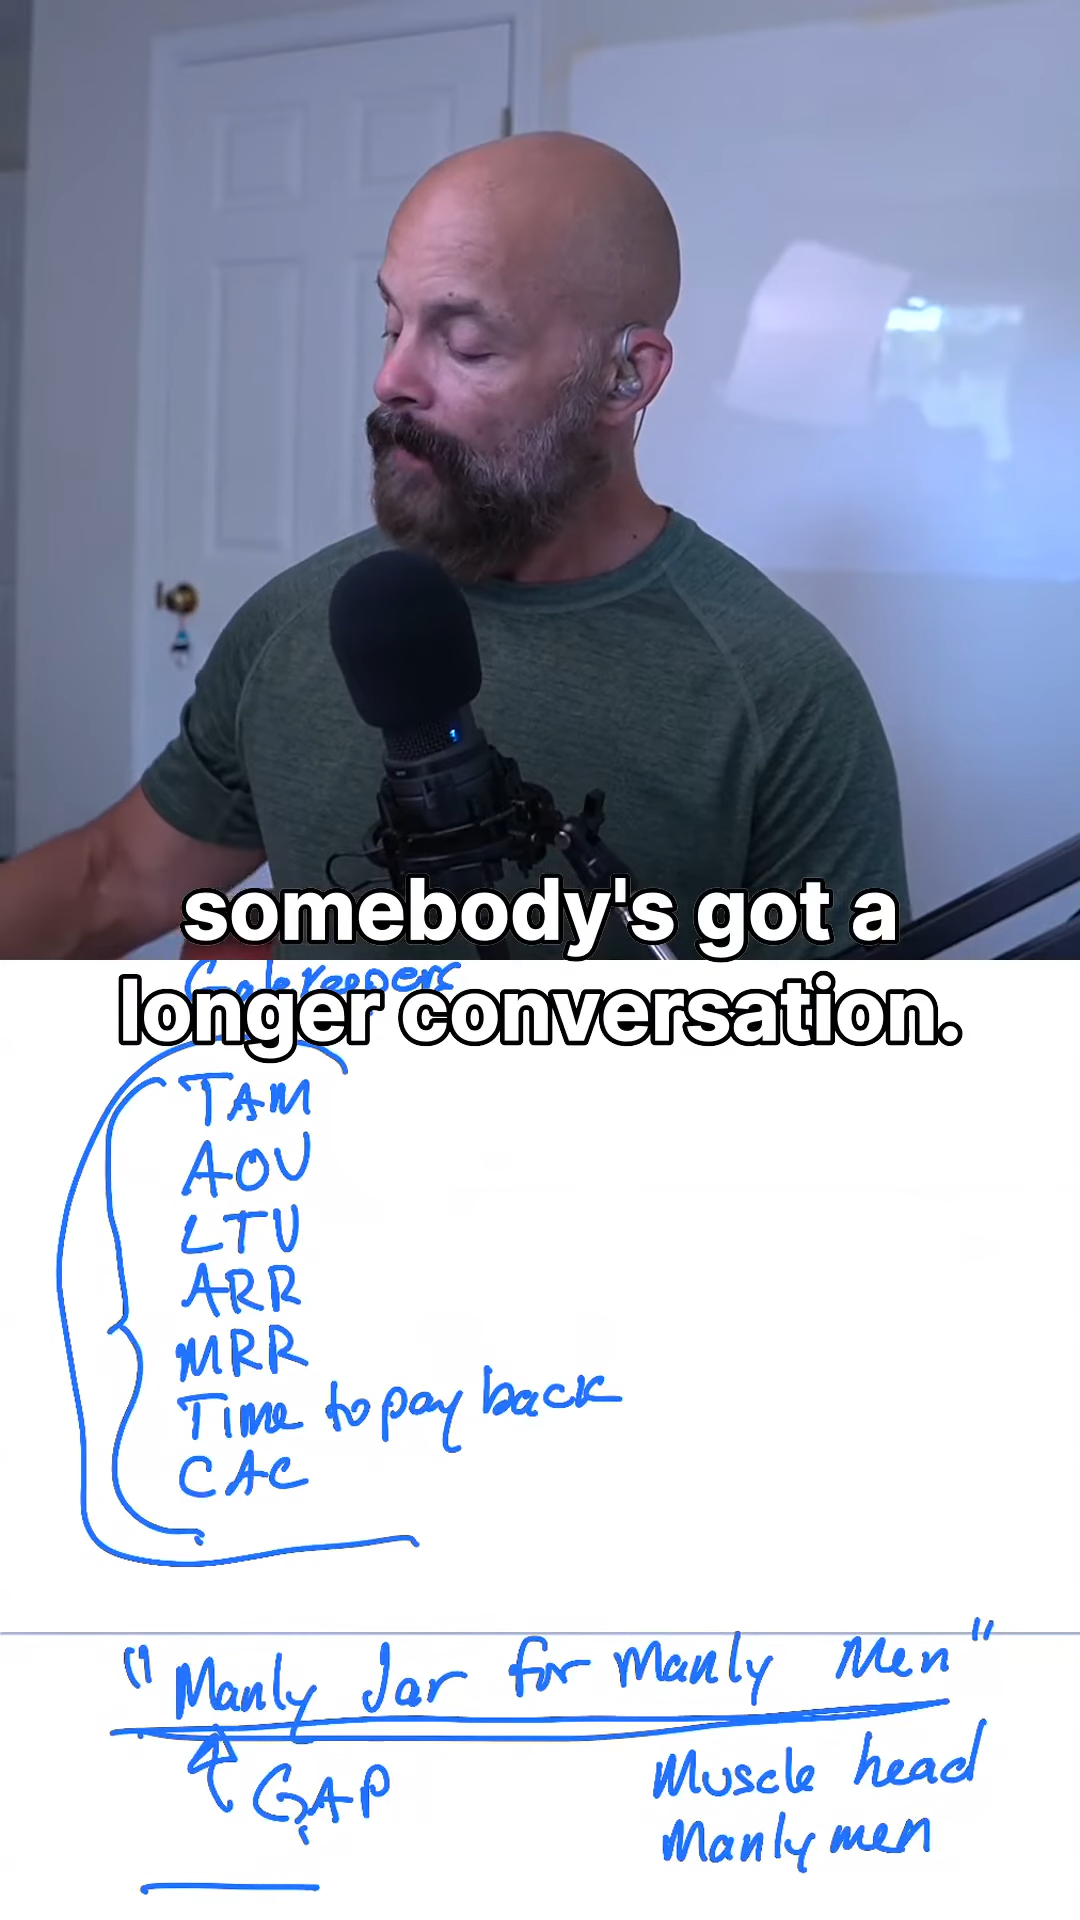 somebody's got a
longer conversation.
Gatekeepers
TAM
AOV
LTV
ARR
MRR
Time to pay back
CAC
"Manly Jar for Manly Men"
GAP
Muscle head
Manly men